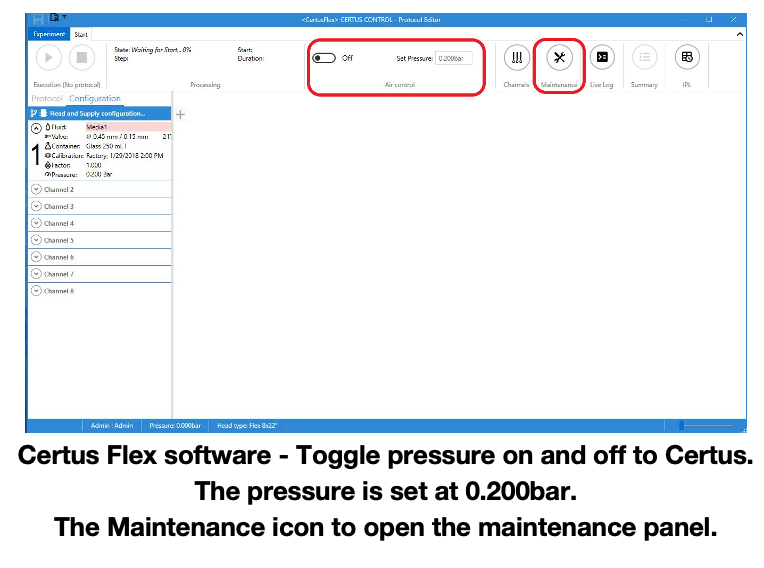 <CertusFlex> CERTUS CONTROL - Protocol Editor
Experiment Start
State: Waiting for Start.. 0%
Step:
Start:
Duration:
Off
Set Pressure: 0.200bar
Execution (No protocol)
Processing
Air control
Channels
Maintenance
Live Log
Summary
IPL
Protocol Configuration
Head and Supply configuration...
1
Fluid: Media1
Valve: ø 0.45 mm / 0.15 mm
Container: Glass 250 ml, I
Calibration: Factory, 1/29/2018 2:00 PM
Factor: 1.000
Pressure: 0.200 Bar
Channel 2
Channel 3
Channel 4
Channel 5
Channel 6
Channel 7
Channel 8
Admin : Admin Pressure: 0.000bar Head type: Flex 8x22°
Certus Flex software - Toggle pressure on and off to Certus.
The pressure is set at 0.200bar.
The Maintenance icon to open the maintenance panel.